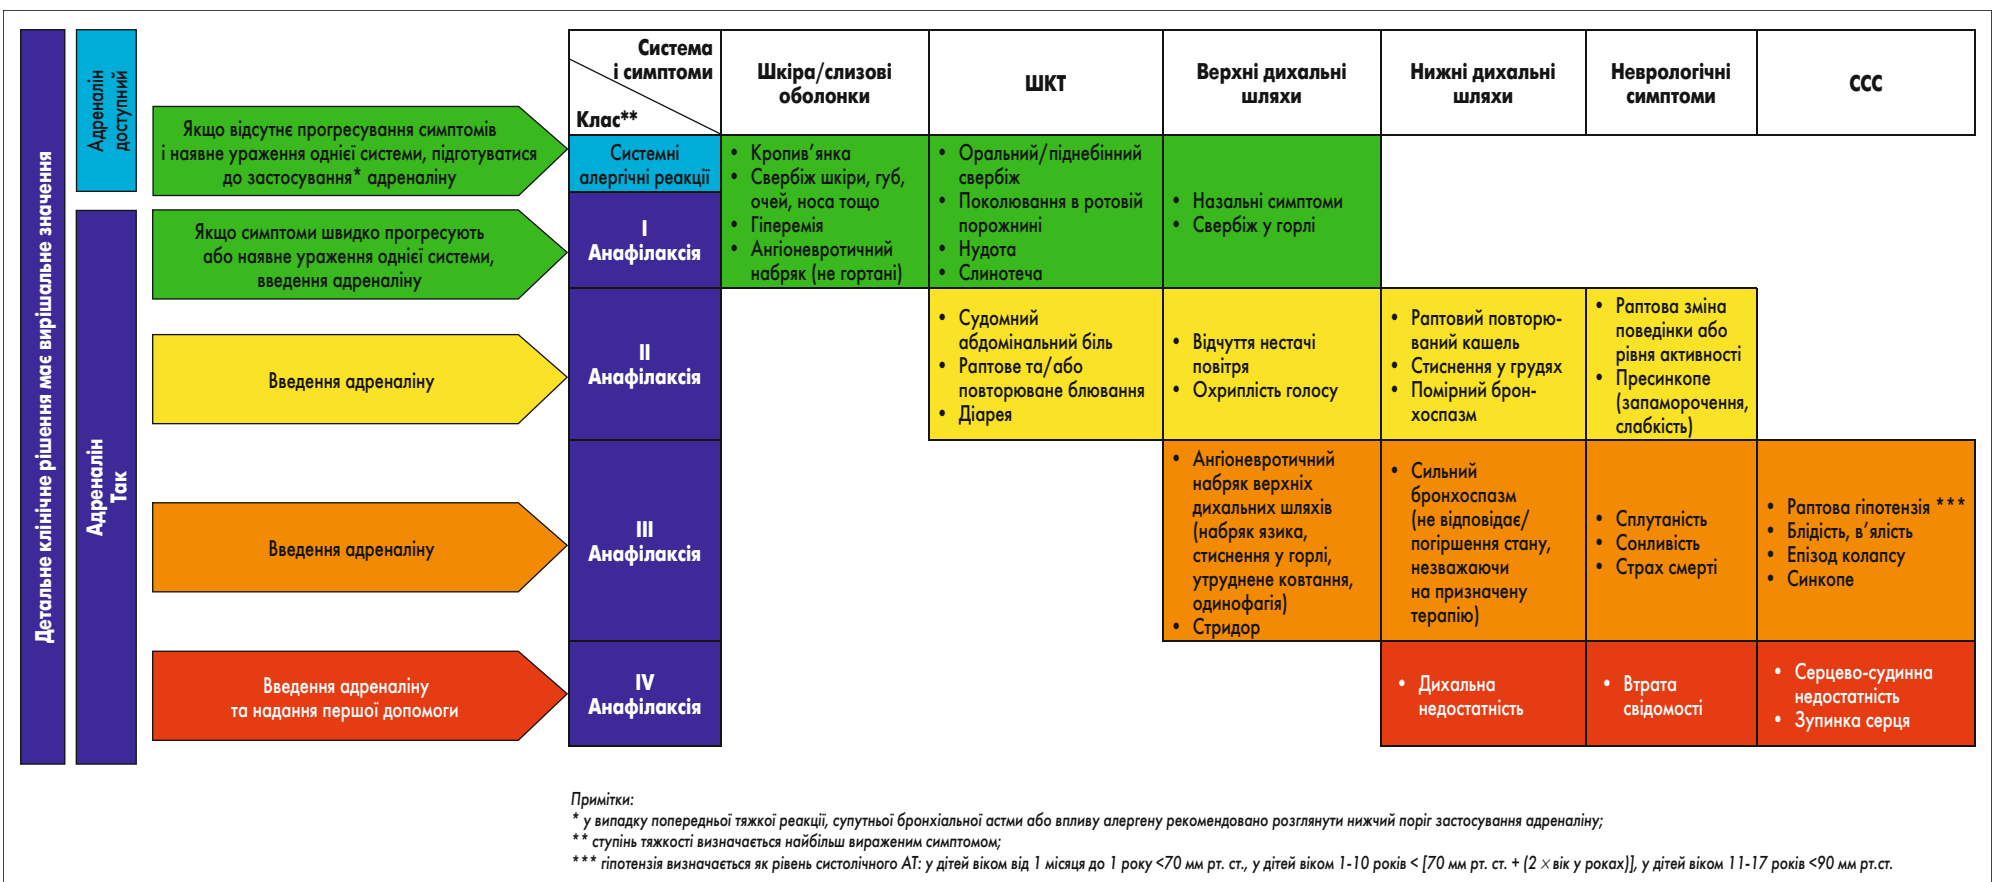 Детальне клінічне рішення має вирішальне значення
Адреналін
доступний
Адреналін
Так
Якщо відсутнє прогресування симптомів
і наявне ураження однієї системи, підготуватися
до застосування* адреналіну
Якщо симптоми швидко прогресують
або наявне ураження однієї системи,
введення адреналіну
Введення адреналіну
Введення адреналіну
Введення адреналіну
та надання першої допомоги
Система
і симптоми
Клас**
Шкіра/слизові
оболонки
ШКТ
Верхні дихальні
шляхи
Нижні дихальні
шляхи
Неврологічні
симптоми
ССС
Системні
алергічні реакції
I
Анафілаксія
• Кропив’янка
• Свербіж шкіри, губ,
очей, носа тощо
• Гіперемія
• Ангіоневротичний
набряк (не гортані)
• Оральний/піднебінний
свербіж
• Поколювання в ротовій
порожнині
• Нудота
• Слинотеча
• Назальні симптоми
• Свербіж у горлі
II
Анафілаксія
• Судомний
абдомінальний біль
• Раптове та/або
повторюване блювання
• Діарея
• Відчуття нестачі
повітря
• Охриплість голосу
• Раптовий повторю-
ваний кашель
• Стиснення у грудях
• Помірний брон-
хоспазм
• Раптова зміна
поведінки або
рівня активності
• Пресинкопе
(запаморочення,
слабкість)
III
Анафілаксія
• Ангіоневротичний
набряк верхніх
дихальних шляхів
(набряк язика,
стиснення у горлі,
утруднене ковтання,
одинофагія)
• Стридор
• Сильний
бронхоспазм
(не відповідає/
погіршення стану,
незважаючи
на призначену
терапію)
• Сплутаність
• Сонливість
• Страх смерті
• Раптова гіпотензія ***
• Блідість, в’ялість
• Епізод колапсу
• Синкопе
IV
Анафілаксія
• Дихальна
недостатність
• Втрата
свідомості
• Серцево-судинна
недостатність
• Зупинка серця
Примітки:
* у випадку попередньої тяжкої реакції, супутньої бронхіальної астми або впливу алергену рекомендовано розглянути нижчий поріг застосування адреналіну;
** ступінь тяжкості визначається найбільш вираженим симптомом;
*** гіпотензія визначається як рівень систолічного АТ: у дітей віком від 1 місяця до 1 року <70 мм рт. ст., у дітей віком 1-10 років < [70 мм рт. ст. + (2 × вік у роках)], у дітей віком 11-17 років <90 мм рт.ст.